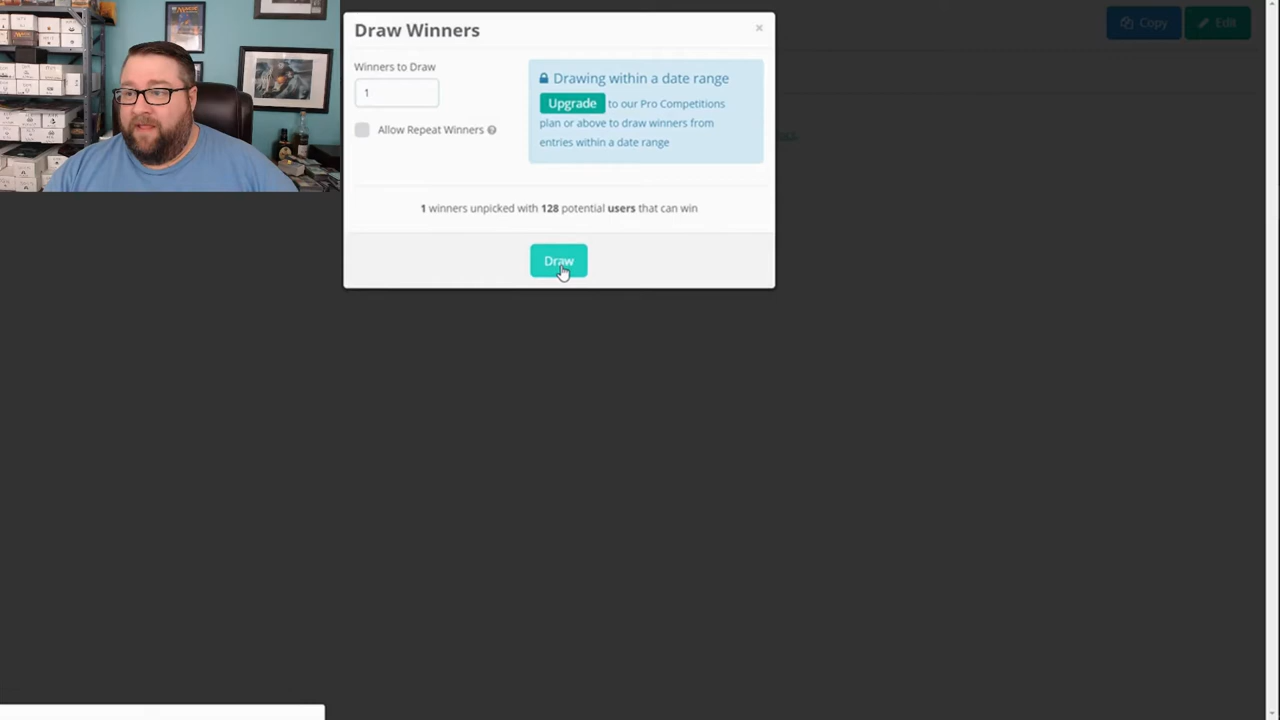 Draw Winners
×
Copy
Edit
Winners to Draw
1
Allow Repeat Winners
Drawing within a date range
Upgrade to our Pro Competitions
plan or above to draw winners from
entries within a date range
1 winners unpicked with 128 potential users that can win
Draw